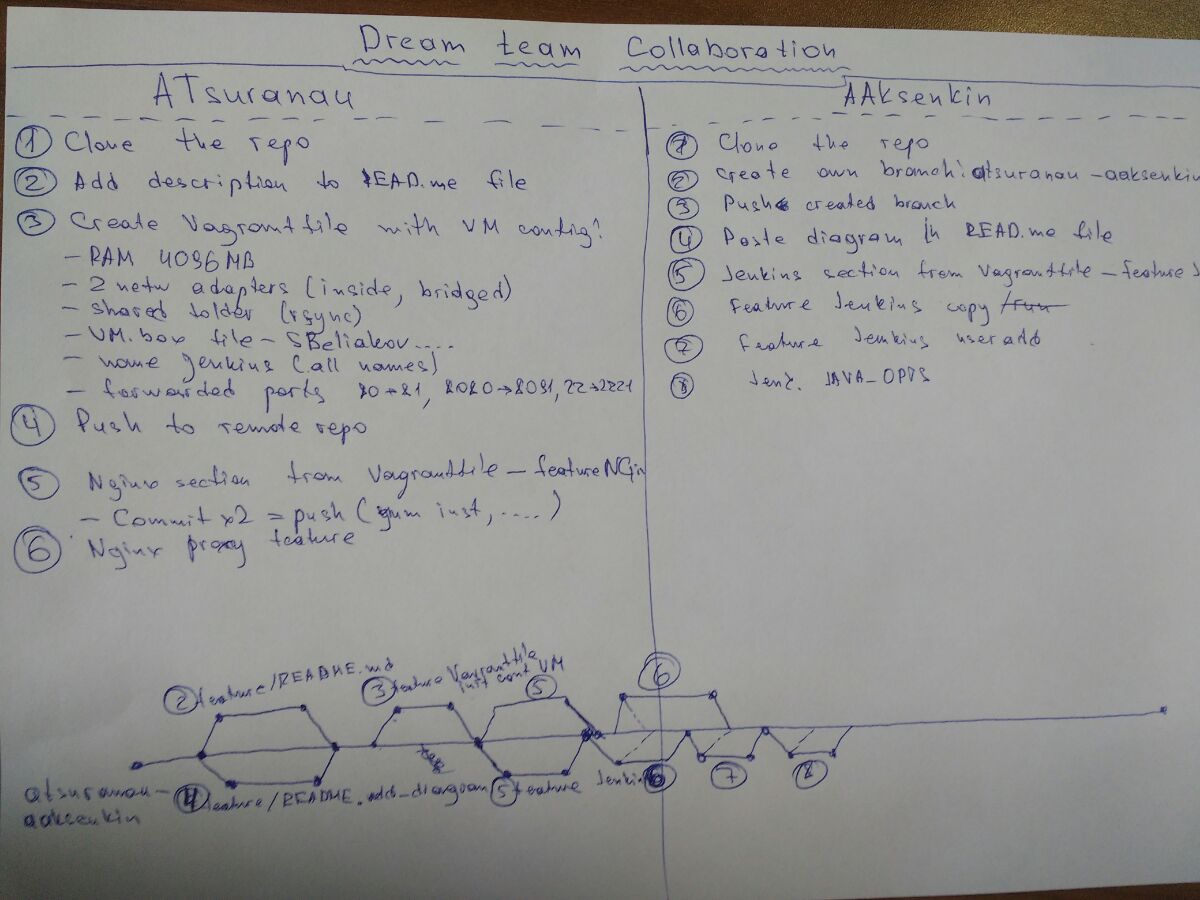 Dream team Collaboration
ATsuranau
① Clone the repo
② Add description to READ.me file
③ Create Vagrantfile with VM config:
- RAM 4096MB
- 2 netw adapters (inside, bridged)
- shared folder (rsync)
- VM.box file - SBeliakov....
- name Jenkins (all names)
- forwarded ports 80→81, 8080→8081, 22→2221
④ Push to remote repo
⑤ Nginx section from Vagrantfile - featureNGin
- Commit x2 = push (yum inst, ....)
⑥ Nginx proxy feature
AAksenkin
① Clone the repo
② Create own branch: atsuranau-aaksenkin
③ Push created branch
④ Paste diagram in READ.me file
⑤ Jenkins section from Vagrantfile - feature J
⑥ feature Jenkins copy /run
⑦ feature Jenkins useradd
⑧ Jenk. JAVA_OPTS
② feature/README.md
③ feature Vagrantfile
init conf VM
⑤
⑥
atsuranau-
aaksenkin
④ feature/README.add_diagram
⑤ feature Jenkins
⑥
⑦
⑧